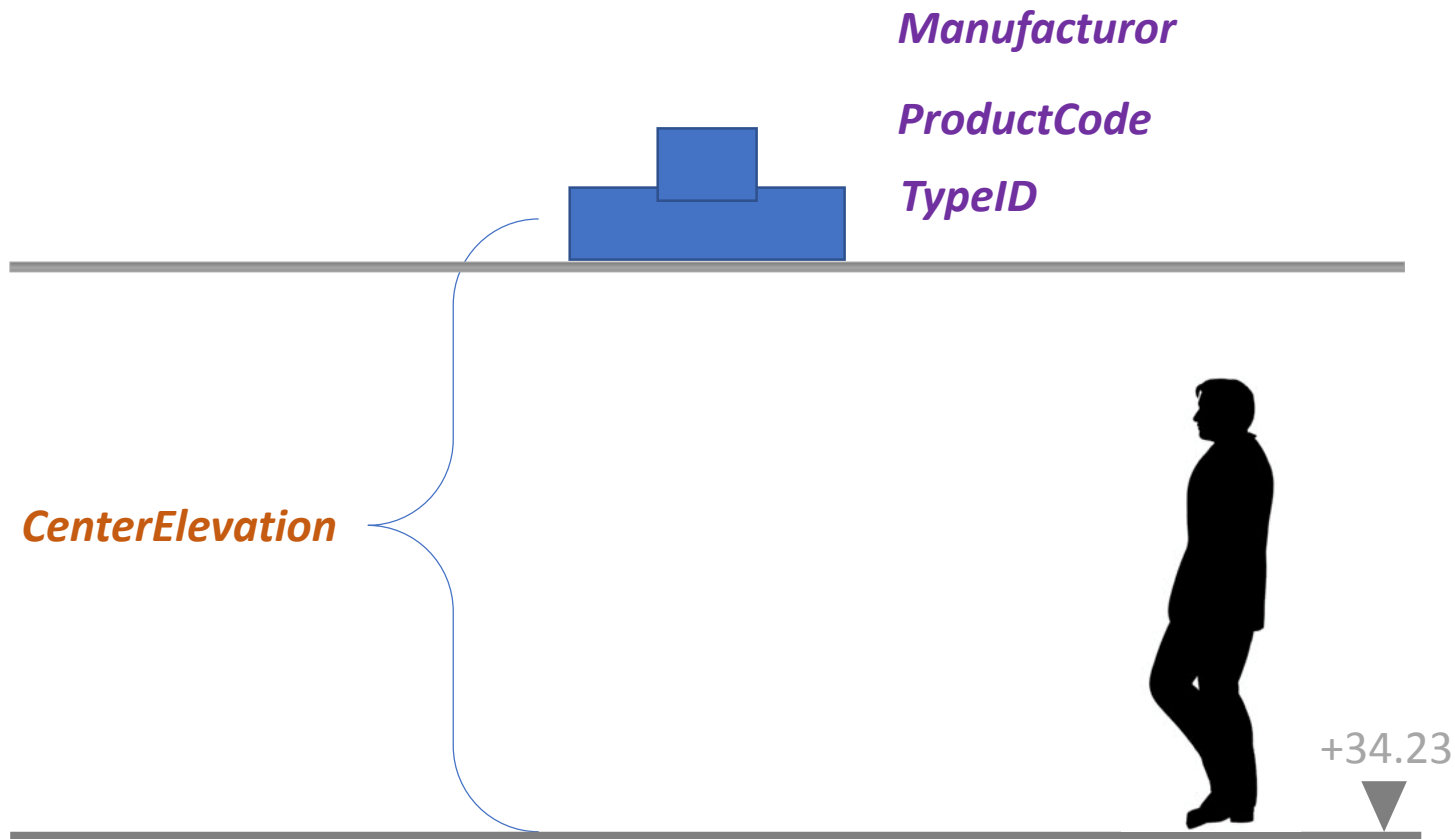 Manufacturor
ProductCode
TypeID
CenterElevation
+34.23